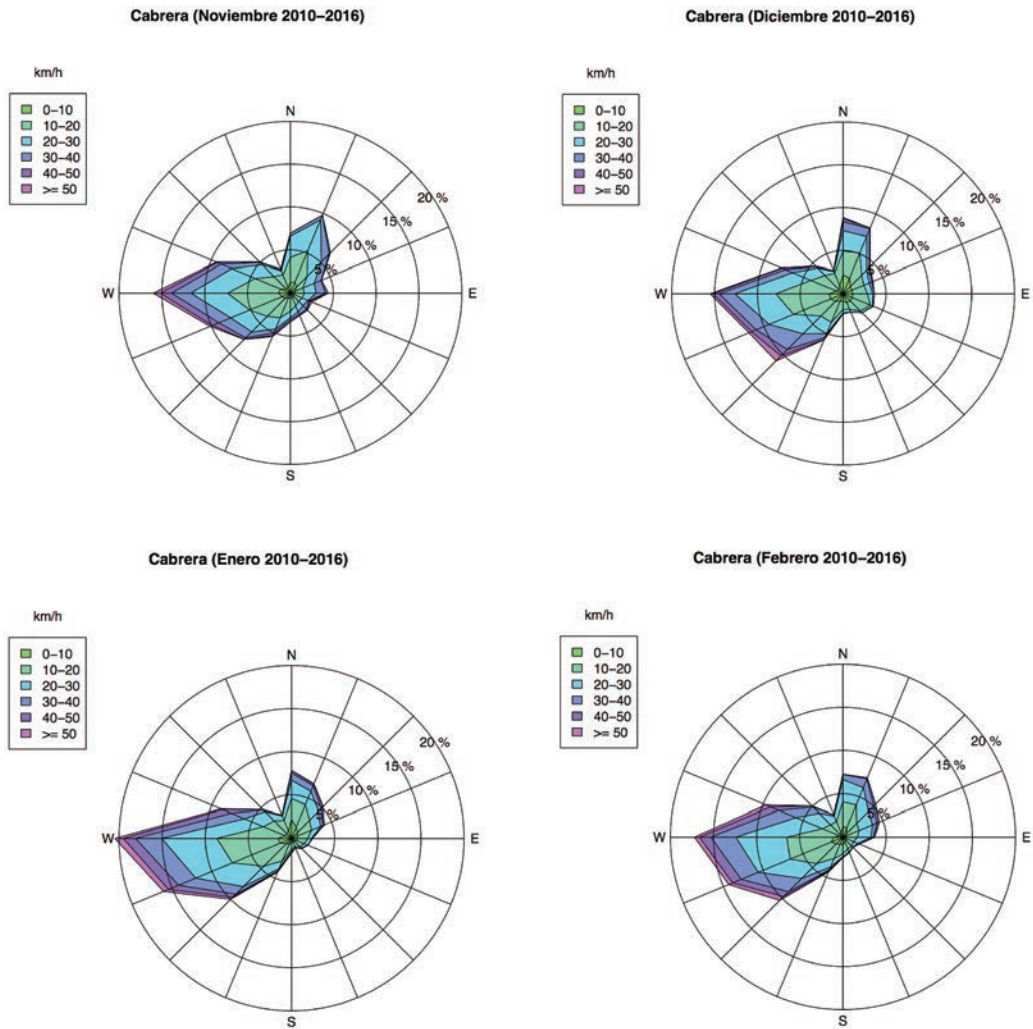 Cabrera (Noviembre 2010–2016)
km/h
0–10
10–20
20–30
30–40
40–50
>= 50
N
20 %
15 %
10 %
5 %
W
E
S
Cabrera (Diciembre 2010–2016)
km/h
0–10
10–20
20–30
30–40
40–50
>= 50
N
20 %
15 %
10 %
5 %
W
E
S
Cabrera (Enero 2010–2016)
km/h
0–10
10–20
20–30
30–40
40–50
>= 50
N
20 %
15 %
10 %
5 %
W
E
S
Cabrera (Febrero 2010–2016)
km/h
0–10
10–20
20–30
30–40
40–50
>= 50
N
20 %
15 %
10 %
5 %
W
E
S